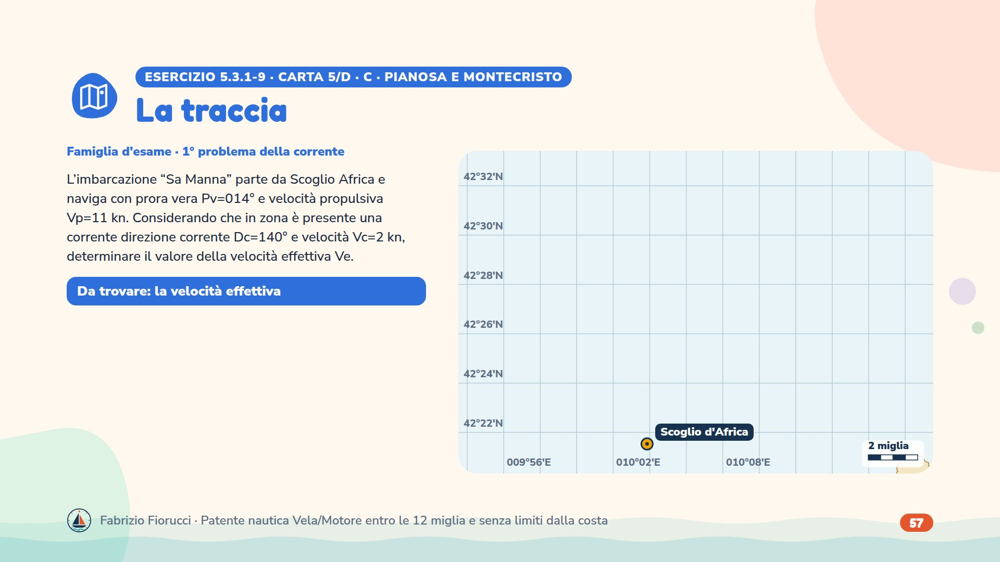 ESERCIZIO 5.3.1-9 · CARTA 5/D · C · PIANOSA E MONTECRISTO
La traccia
Famiglia d'esame · 1° problema della corrente
L’imbarcazione “Sa Manna” parte da Scoglio Africa e
naviga con prora vera Pv=014° e velocità propulsiva
Vp=11 kn. Considerando che in zona è presente una
corrente direzione corrente Dc=140° e velocità Vc=2 kn,
determinare il valore della velocità effettiva Ve.
Da trovare: la velocità effettiva
42°32'N
42°30'N
42°28'N
42°26'N
42°24'N
42°22'N
Scoglio d'Africa
2 miglia
009°56'E
010°02'E
010°08'E
Fabrizio Fiorucci · Patente nautica Vela/Motore entro le 12 miglia e senza limiti dalla costa
57